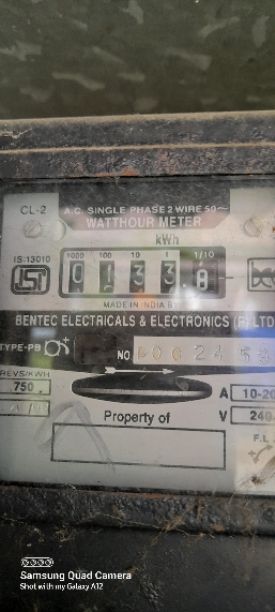 CL-2 A.C. SINGLE PHASE 2 WIRE 50~
WATTHOUR METER
kWh
IS-13010 1000 100 10 1 1/10
0 1 3 3 8
MADE IN INDIA BY
BENTEC ELECTRICALS & ELECTRONICS (P) LTD
TYPE-PB NO
REVS/KWH
750 A 10-20
Property of V 240
F.L
Samsung Quad Camera
Shot with my Galaxy A12